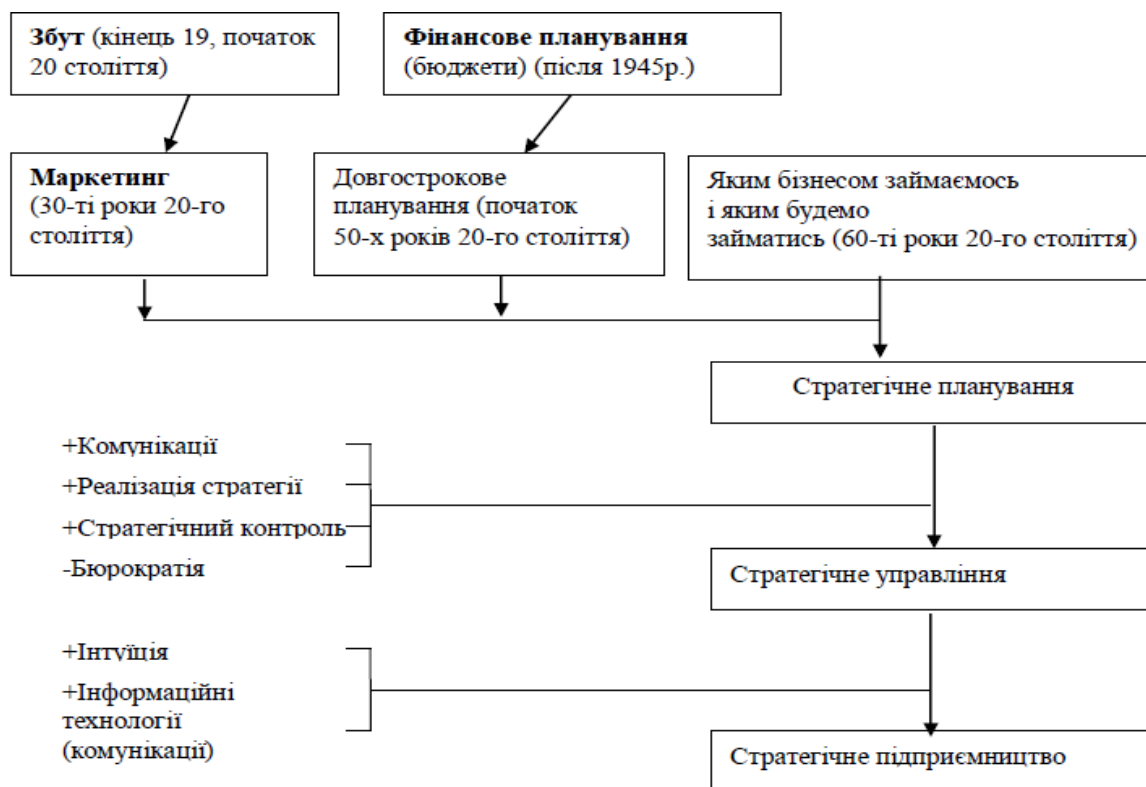 Збут (кінець 19, початок
20 століття)
Фінансове планування
(бюджети) (після 1945р.)
Маркетинг
(30-ті роки 20-го
століття)
Довгострокове
планування (початок
50-х років 20-го століття)
Яким бізнесом займаємось
і яким будемо
займатись (60-ті роки 20-го століття)
Стратегічне планування
+Комунікації
+Реалізація стратегії
+Стратегічний контроль
-Бюрократія
Стратегічне управління
+Інтуїція
+Інформаційні
технології
(комунікації)
Стратегічне підприємництво